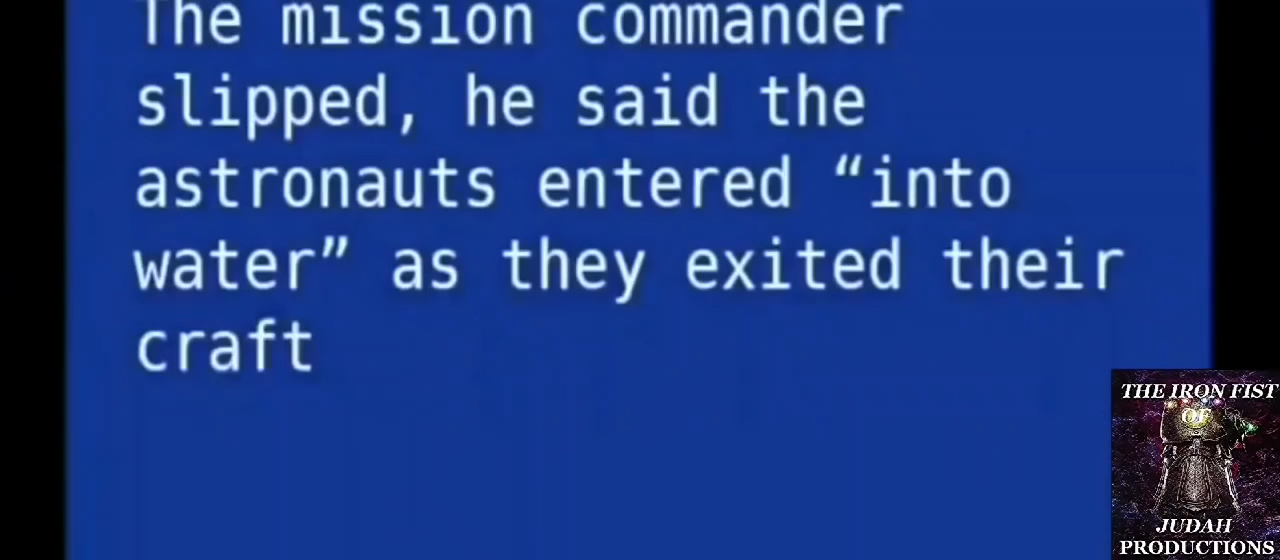 The mission commander
slipped, he said the
astronauts entered “into
water” as they exited their
craft
THE IRON FIST
OF
JUDAH
PRODUCTIONS